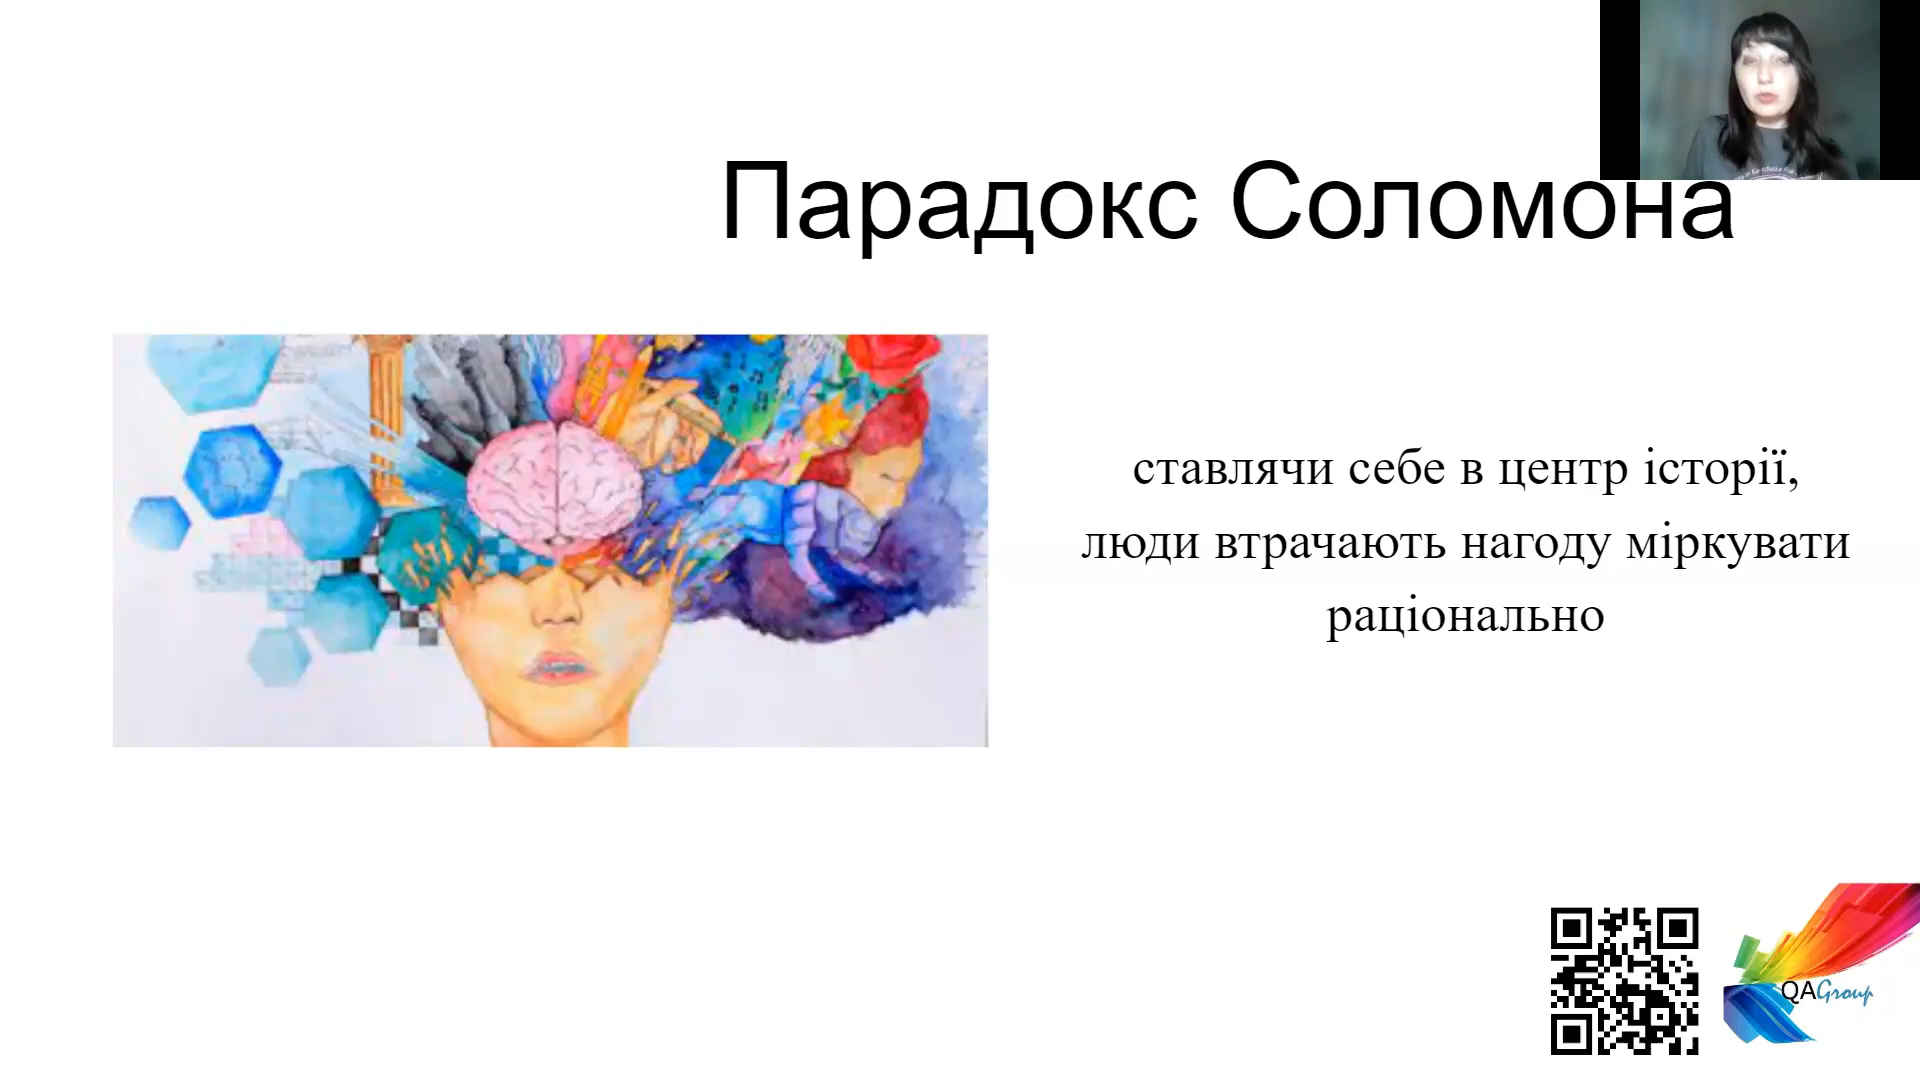 Парадокс Соломона
ставлячи себе в центр історії,
люди втрачають нагоду міркувати
раціонально
QAGroup